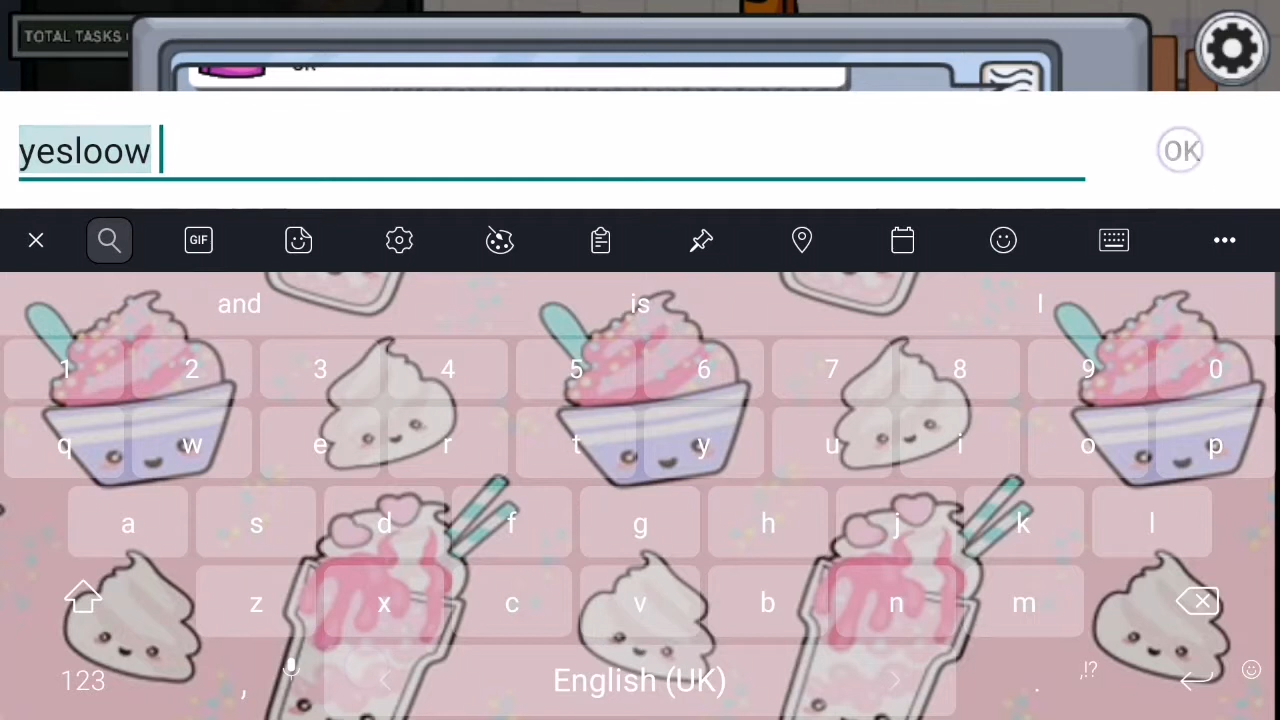 TOTAL TASKS
yesloow
OK
GIF
and is I
1 2 3 4 5 6 7 8 9 0
q w e r t y u i o p
a s d f g h j k l
z x c v b n m
123 , English (UK) . ,!?